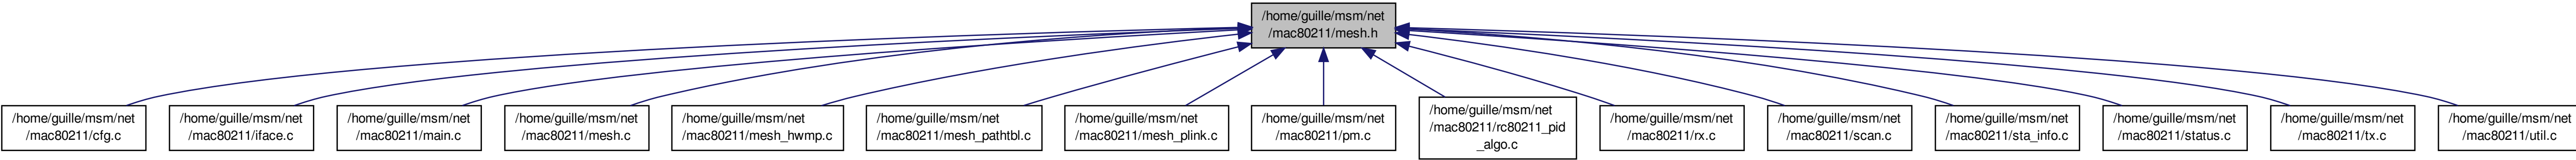 /home/guille/msm/net
/mac80211/mesh.h
/home/guille/msm/net
/mac80211/cfg.c
/home/guille/msm/net
/mac80211/iface.c
/home/guille/msm/net
/mac80211/main.c
/home/guille/msm/net
/mac80211/mesh.c
/home/guille/msm/net
/mac80211/mesh_hwmp.c
/home/guille/msm/net
/mac80211/mesh_pathtbl.c
/home/guille/msm/net
/mac80211/mesh_plink.c
/home/guille/msm/net
/mac80211/pm.c
/home/guille/msm/net
/mac80211/rc80211_pid
_algo.c
/home/guille/msm/net
/mac80211/rx.c
/home/guille/msm/net
/mac80211/scan.c
/home/guille/msm/net
/mac80211/sta_info.c
/home/guille/msm/net
/mac80211/status.c
/home/guille/msm/net
/mac80211/tx.c
/home/guille/msm/net
/mac80211/util.c